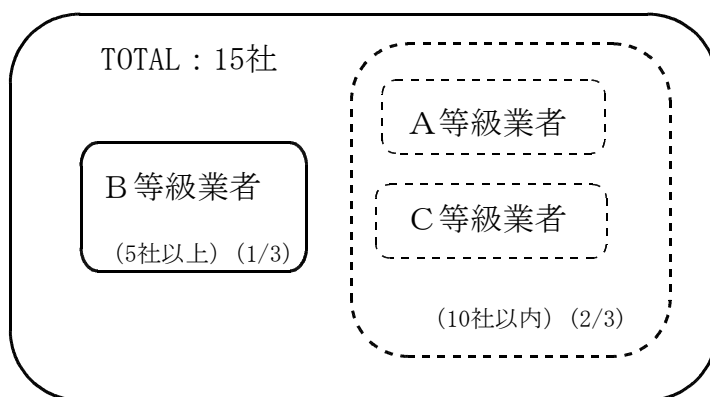 TOTAL：15社
A等級業者
B等級業者
C等級業者
(5社以上) (1/3)
(10社以内) (2/3)